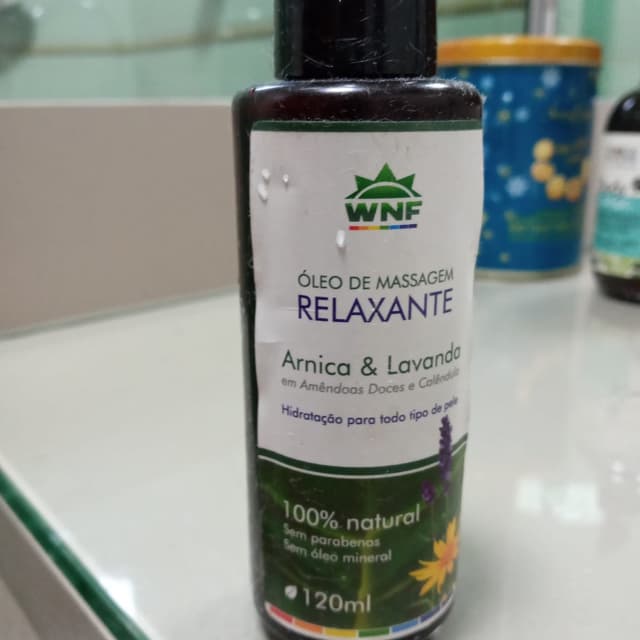 WNF
ÓLEO DE MASSAGEM
RELAXANTE
Arnica & Lavanda
em Amêndoas Doces e Calêndula
Hidratação para todo tipo de pele
100% natural
Sem parabenos
Sem óleo mineral
120ml